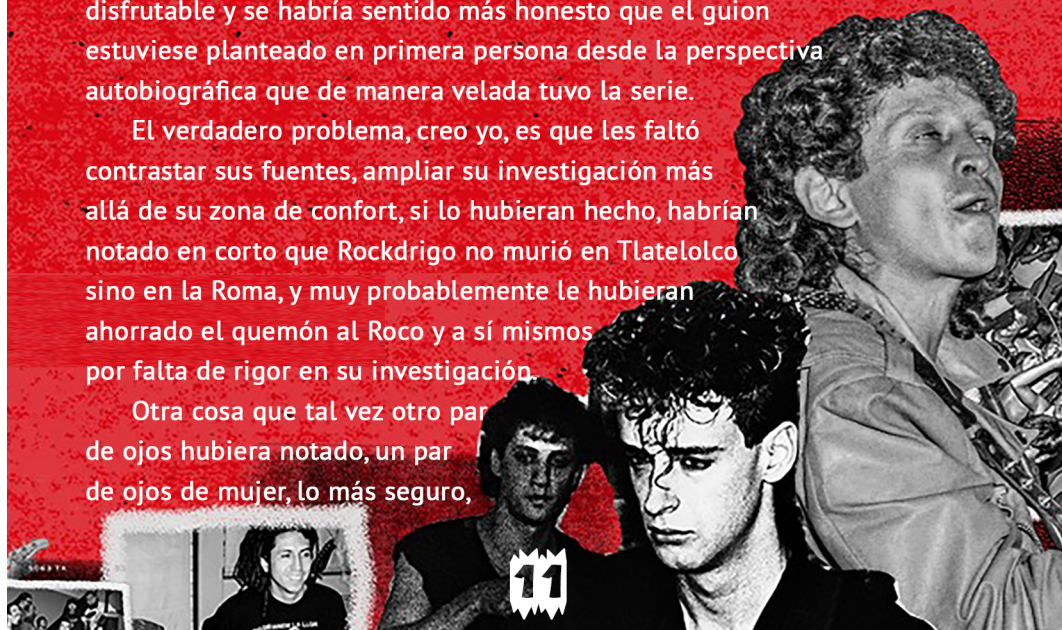 disfrutable y se habría sentido más honesto que el guion
estuviese planteado en primera persona desde la perspectiva
autobiográfica que de manera velada tuvo la serie.
El verdadero problema, creo yo, es que les faltó
contrastar sus fuentes, ampliar su investigación más
allá de su zona de confort, si lo hubieran hecho, habrían
notado en corto que Rockdrigo no murió en Tlatelolco
sino en la Roma, y muy probablemente le hubieran
ahorrado el quemón al Roco y a sí mismos
por falta de rigor en su investigación.
Otra cosa que tal vez otro par
de ojos hubiera notado, un par
de ojos de mujer, lo más seguro,
11